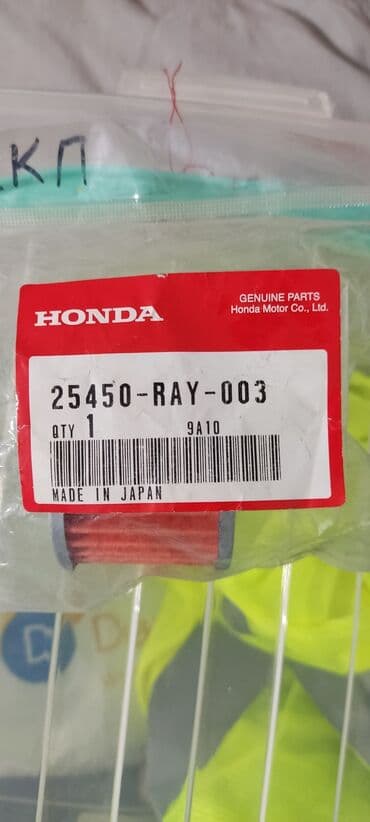 КП
HONDA
GENUINE PARTS
Honda Motor Co., Ltd.
25450-RAY-003
QTY 1 9A10
MADE IN JAPAN